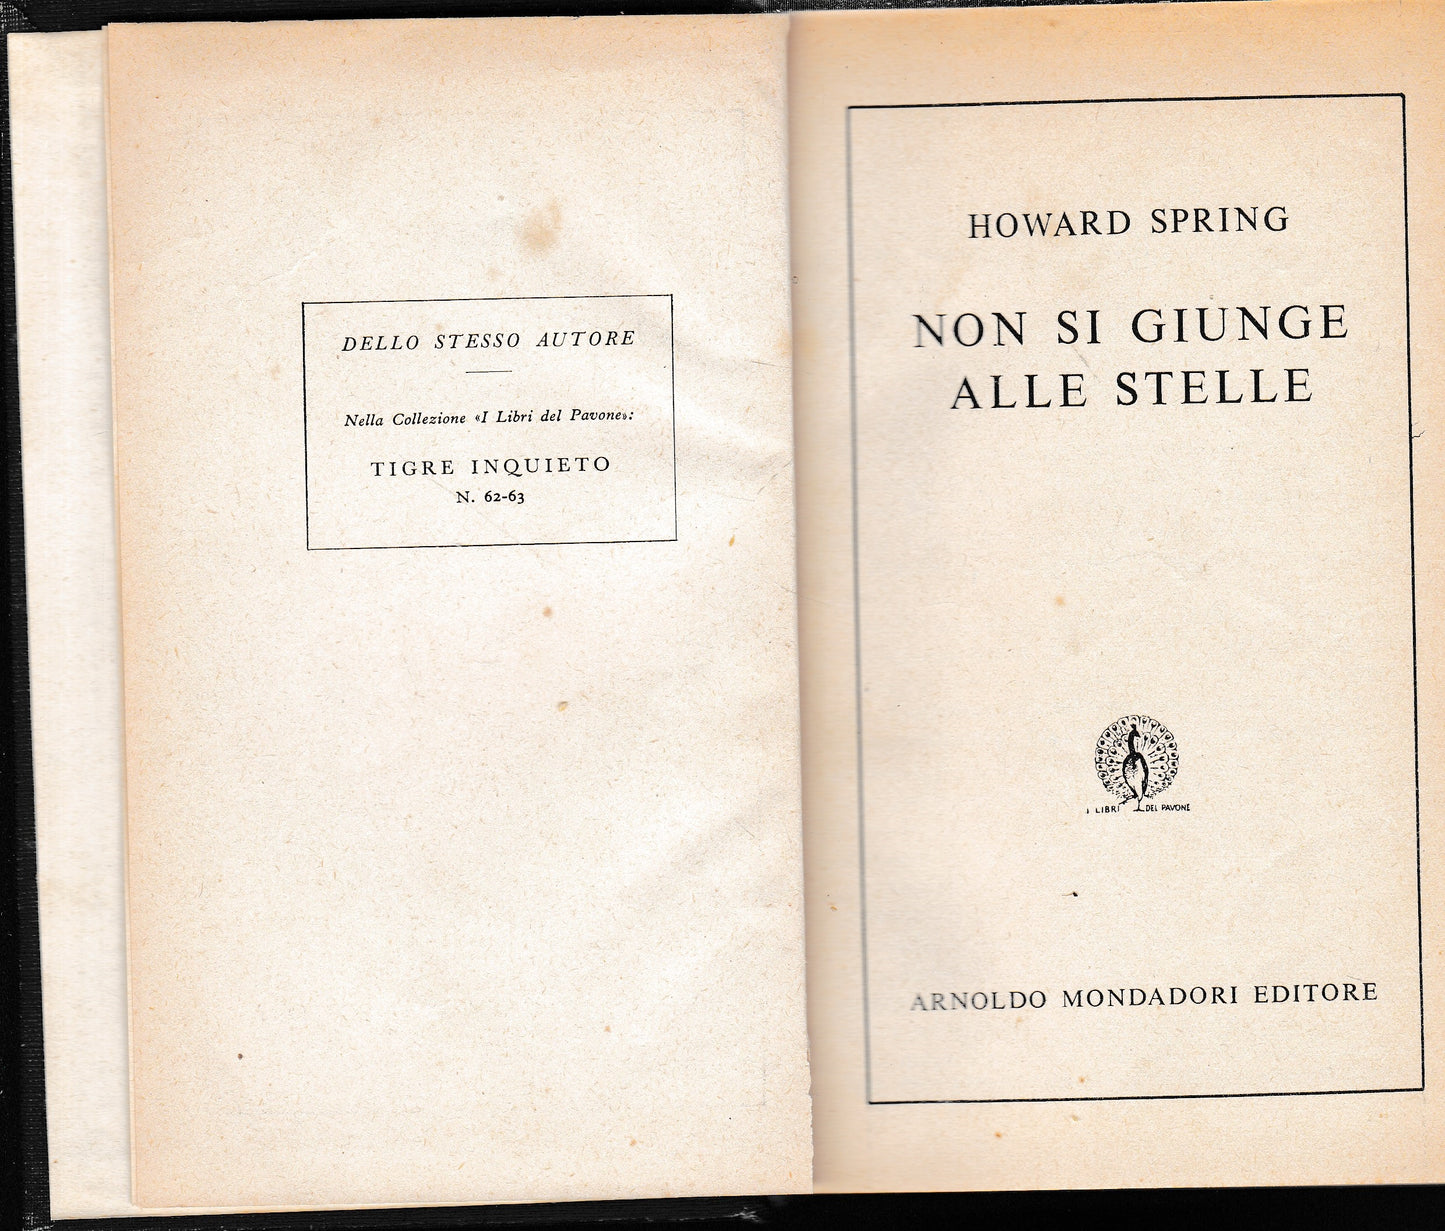 DELLO STESSO AUTORE
Nella Collezione «I Libri del Pavone»:
TIGRE INQUIETO
N. 62-63
HOWARD SPRING
NON SI GIUNGE
ALLE STELLE
I LIBRI DEL PAVONE
ARNOLDO MONDADORI EDITORE